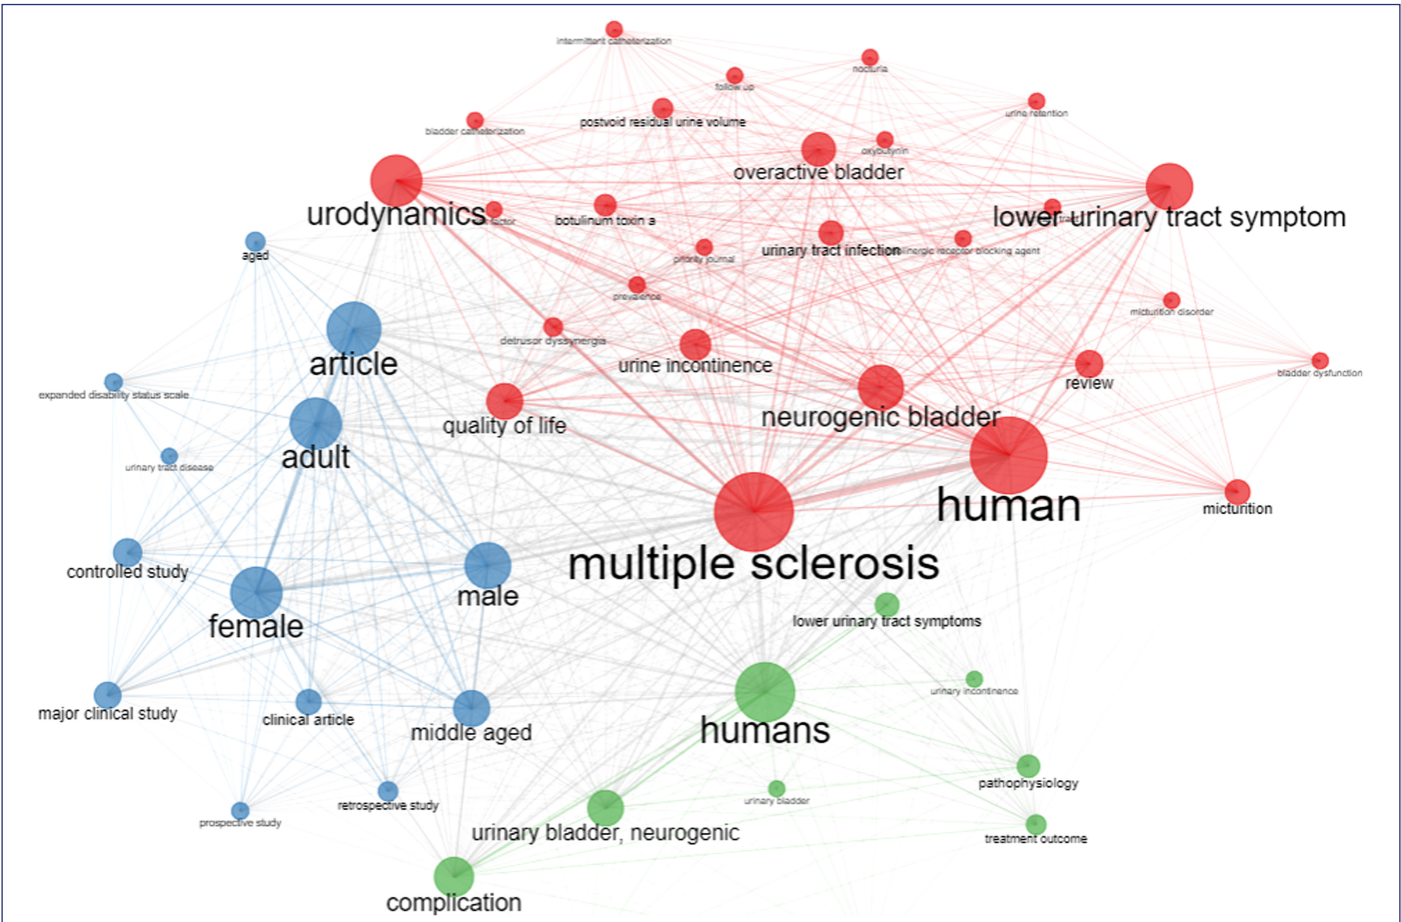 intermittent catheterization
nocturia
follow up
urine retention
postvoid residual urine volume
bladder catheterization
oxybutynin
overactive bladder
urodynamics
factor
botulinum toxin a
lower urinary tract symptom
urinary tract infection
receptor blocking agent
aged
priority journal
prevalence
micturition disorder
detrusor dyssynergia
article
urine incontinence
bladder dysfunction
review
expanded disability status scale
quality of life
neurogenic bladder
adult
urinary tract disease
human
micturition
multiple sclerosis
controlled study
male
female
lower urinary tract symptoms
urinary incontinence
major clinical study
clinical article
middle aged
humans
pathophysiology
retrospective study
urinary bladder
prospective study
urinary bladder, neurogenic
treatment outcome
complication